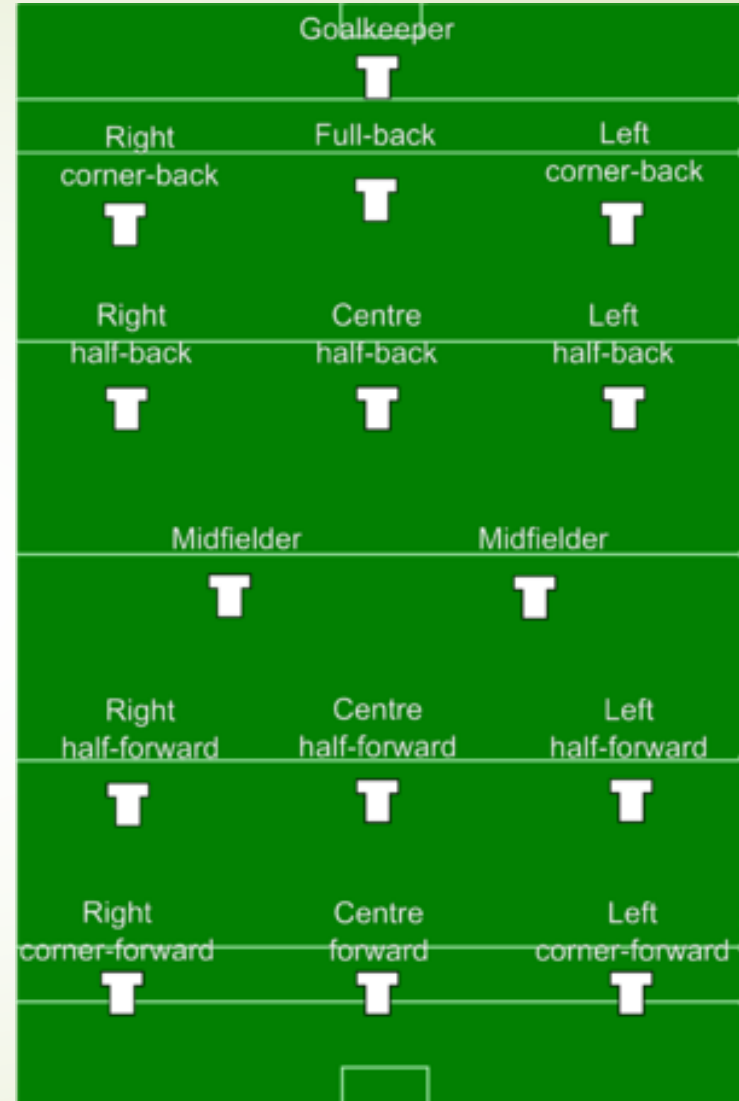 Goalkeeper
Right Full-back Left
corner-back corner-back
Right Centre Left
half-back half-back half-back
Midfielder Midfielder
Right Centre Left
half-forward half-forward half-forward
Right Centre Left
corner-forward forward corner-forward